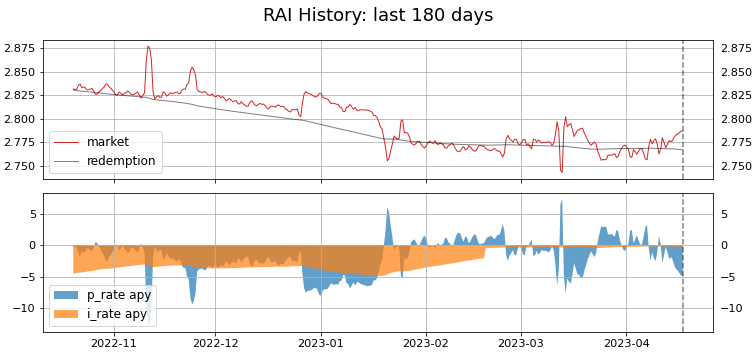 RAI History: last 180 days
2.875 2.875
2.850 2.850
2.825 2.825
2.800 2.800
2.775 2.775
2.750 2.750
market
redemption
5 5
0 0
−5 −5
−10 −10
p_rate apy
i_rate apy
2022-11 2022-12 2023-01 2023-02 2023-03 2023-04